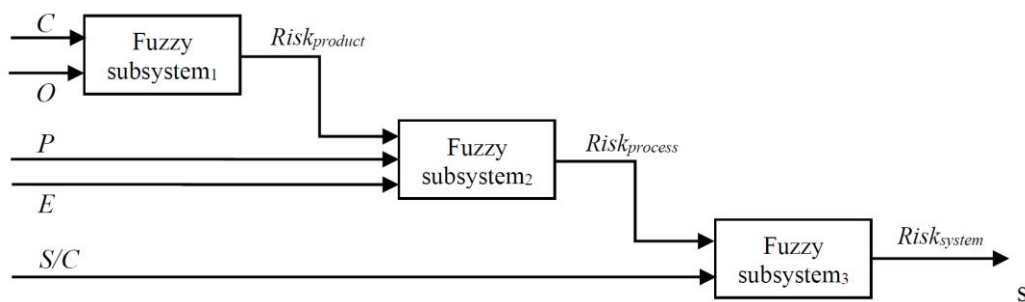 C
O
Fuzzy
subsystem₁
Risk_product
P
E
Fuzzy
subsystem₂
Risk_process
S/C
Fuzzy
subsystem₃
Risk_system
s